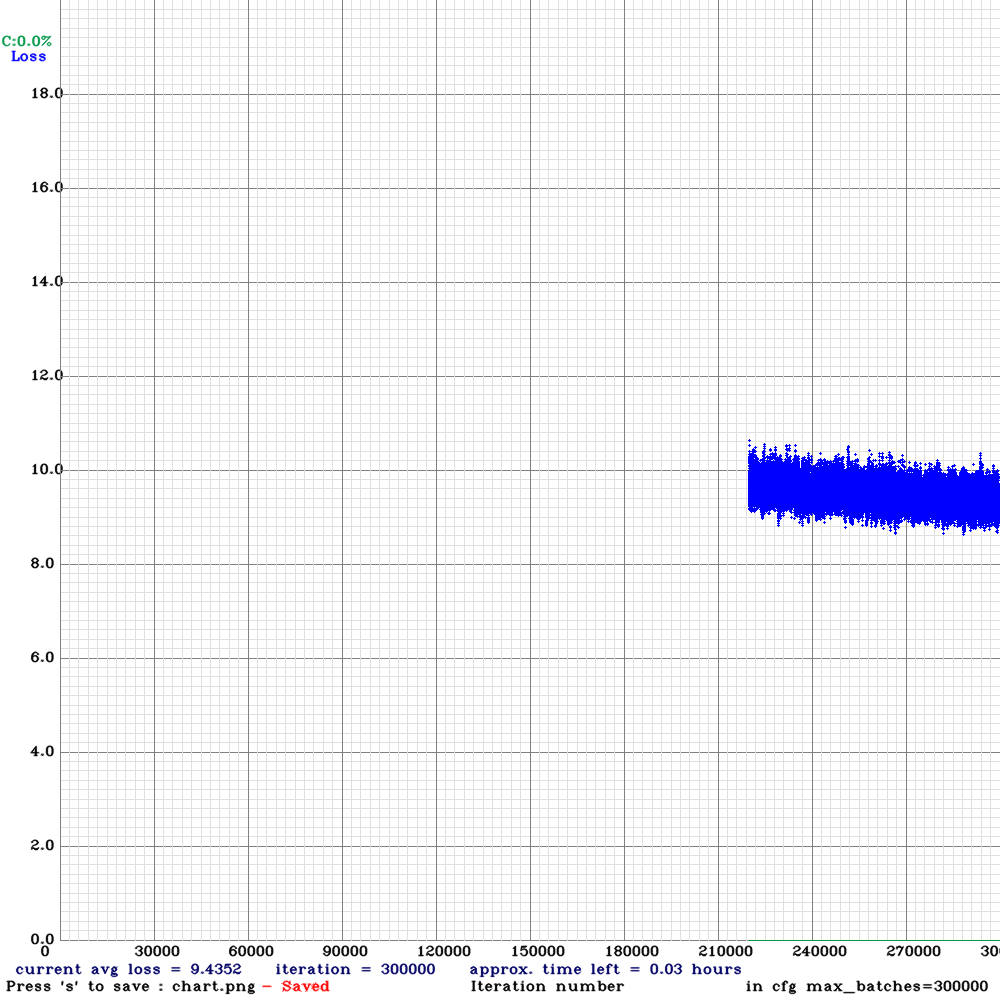 C:0.0%
Loss
18.0
16.0
14.0
12.0
10.0
8.0
6.0
4.0
2.0
0.0
0 30000 60000 90000 120000 150000 180000 210000 240000 270000 300
current avg loss = 9.4352 iteration = 300000 approx. time left = 0.03 hours
Press 's' to save : chart.png - Saved Iteration number in cfg max_batches=300000